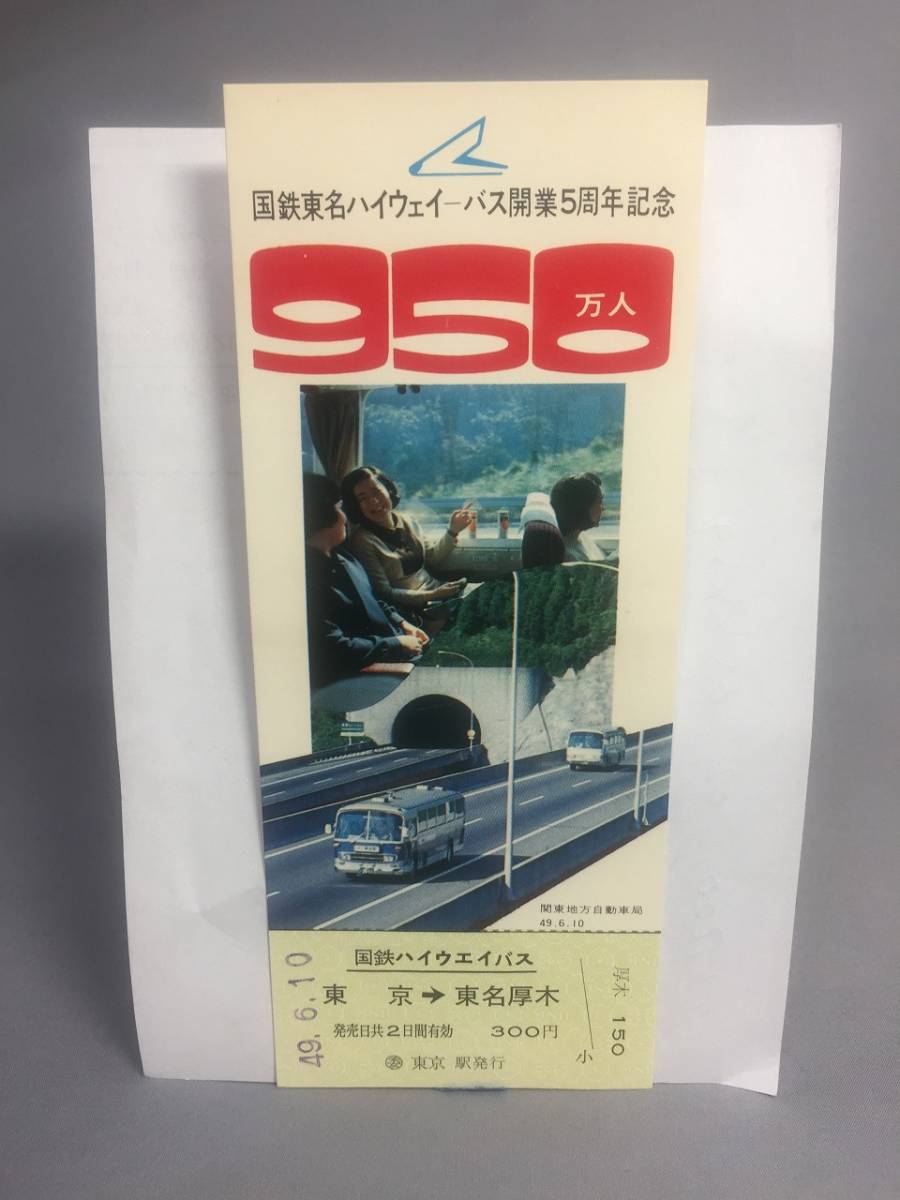 国鉄東名ハイウェイーバス開業5周年記念
950万人
関東地方自動車局
49.6.10
49.6.10
国鉄ハイウエイバス
東 京→東名厚木
発売日共2日間有効 300円
㊇ 東京 駅発行
小
厚木 150